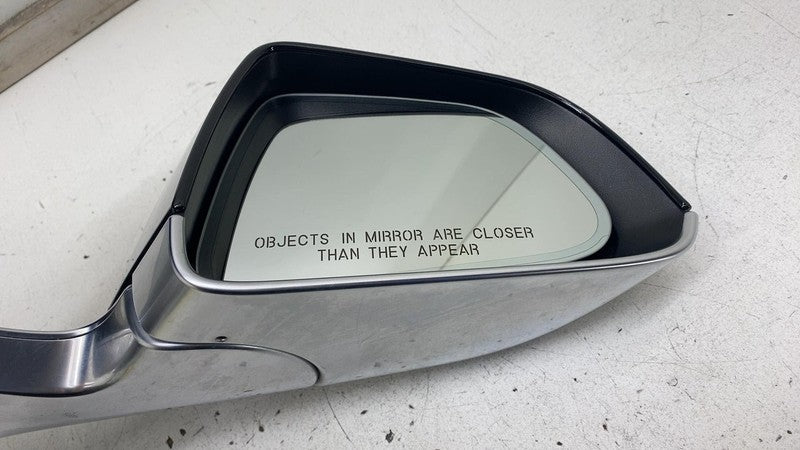 OBJECTS IN MIRROR ARE CLOSER
THAN THEY APPEAR